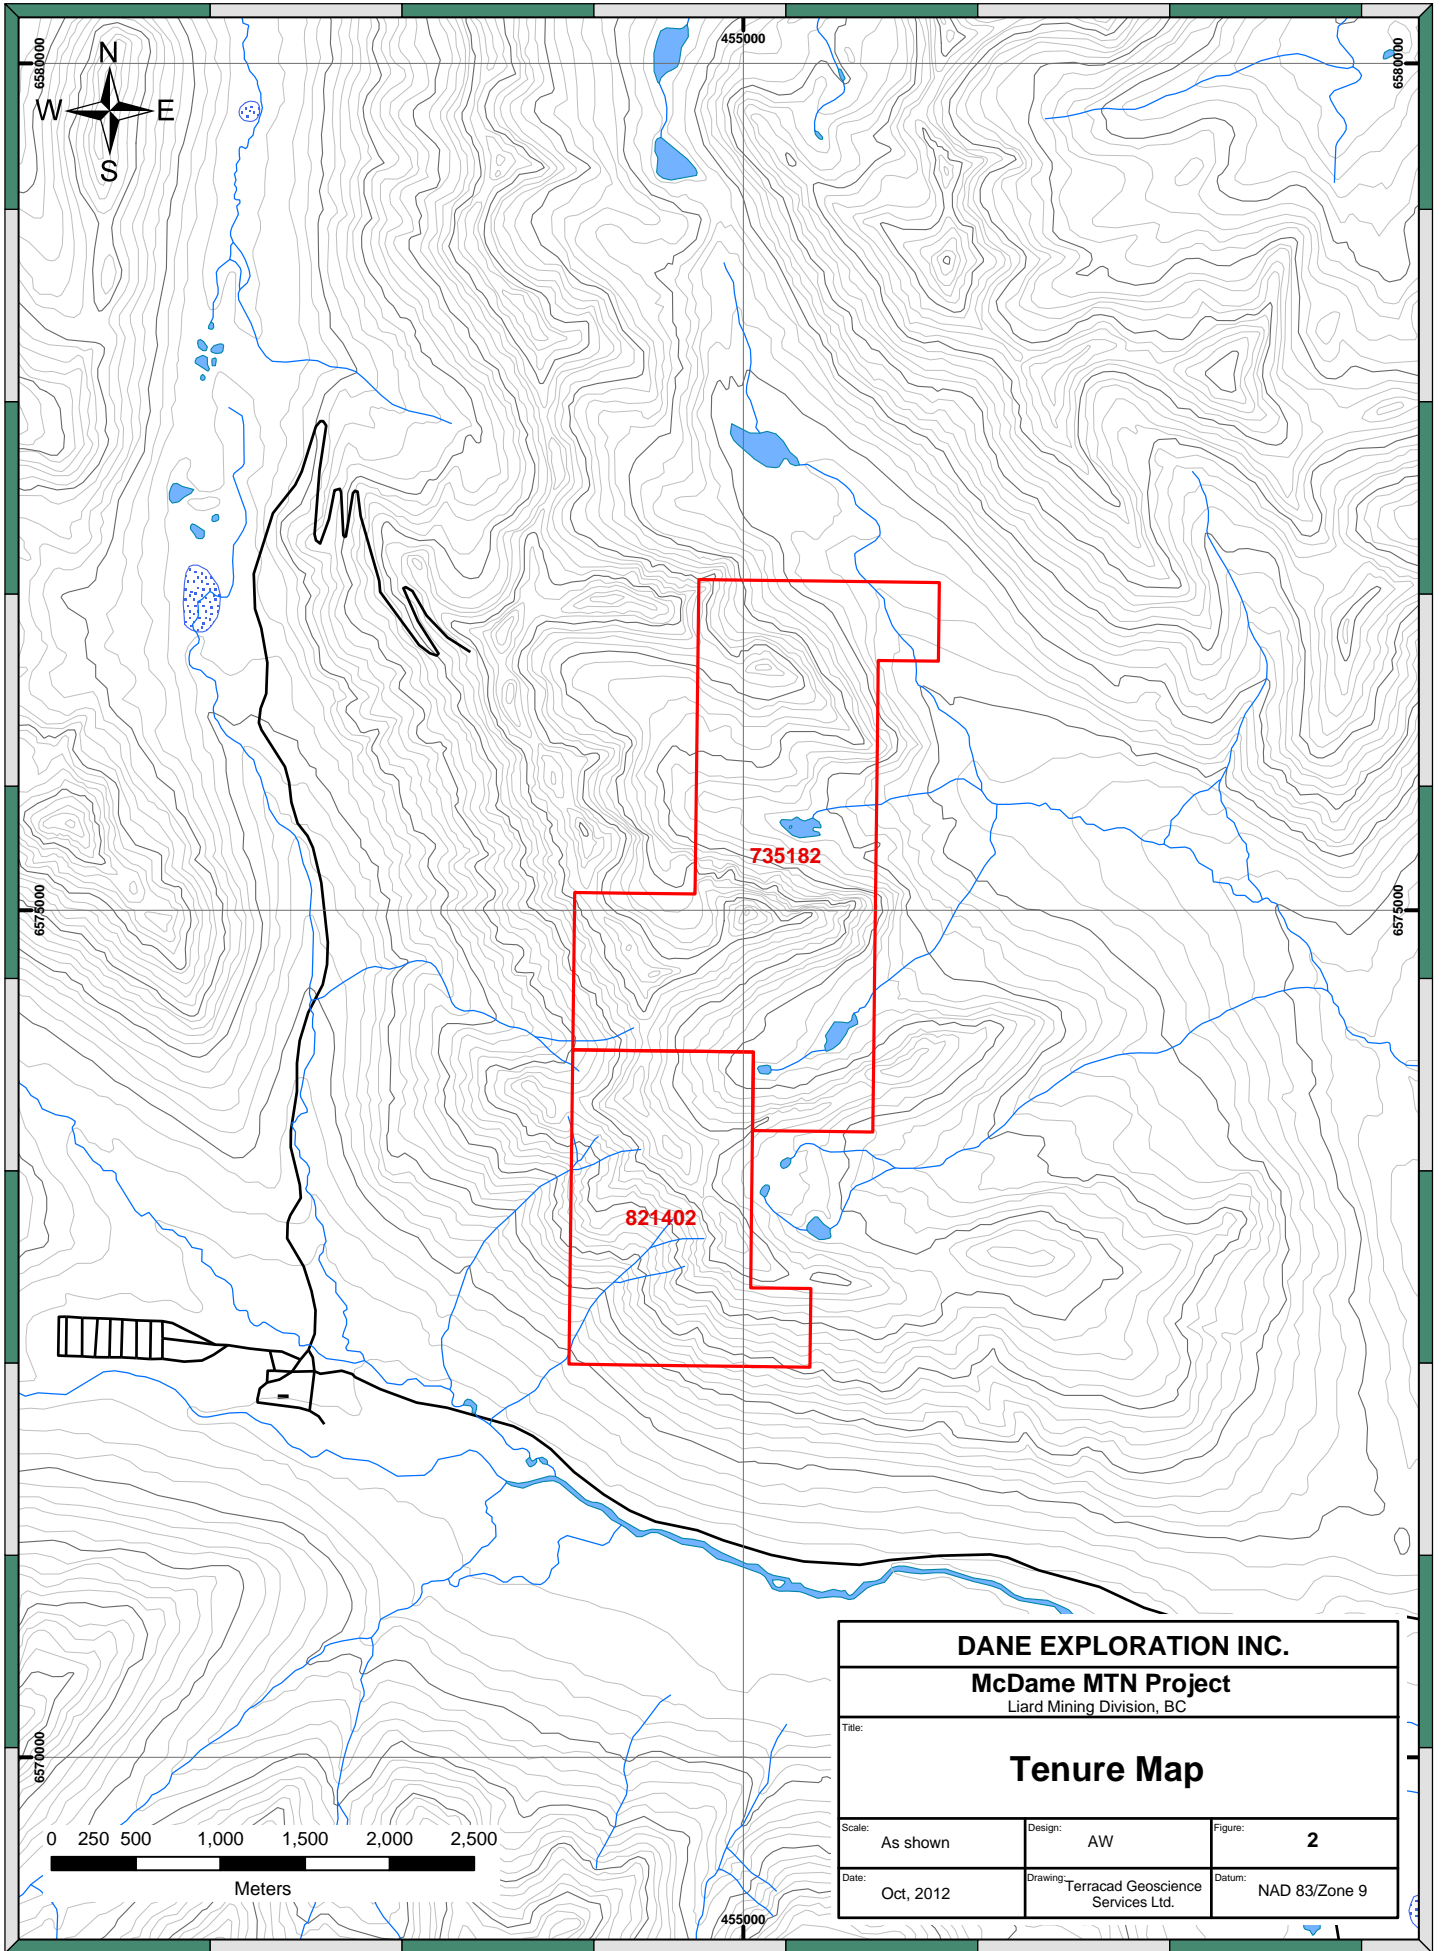 455000
6580000
6580000
N
W E
S
735182
6575000
6575000
821402
6570000
0 250 500 1,000 1,500 2,000 2,500
Meters
455000
DANE EXPLORATION INC.
McDame MTN Project
Liard Mining Division, BC
Title:
Tenure Map
Scale: As shown
Design: AW
Figure: 2
Date: Oct, 2012
Drawing: Terracad Geoscience
Services Ltd.
Datum: NAD 83/Zone 9